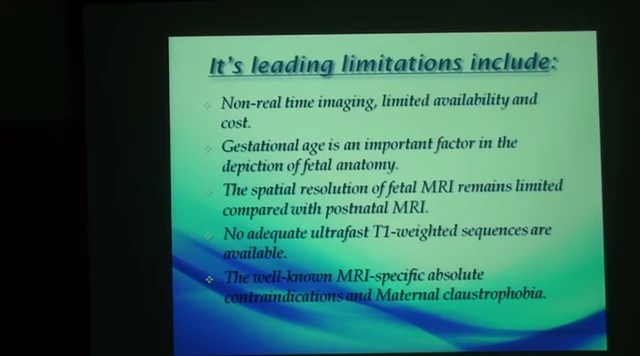 It's leading limitations include:
Non-real time imaging, limited availability and
cost.
Gestational age is an important factor in the
depiction of fetal anatomy.
The spatial resolution of fetal MRI remains limited
compared with postnatal MRI.
No adequate ultrafast T1-weighted sequences are
available.
The well-known MRI-specific absolute
contraindications and Maternal claustrophobia.